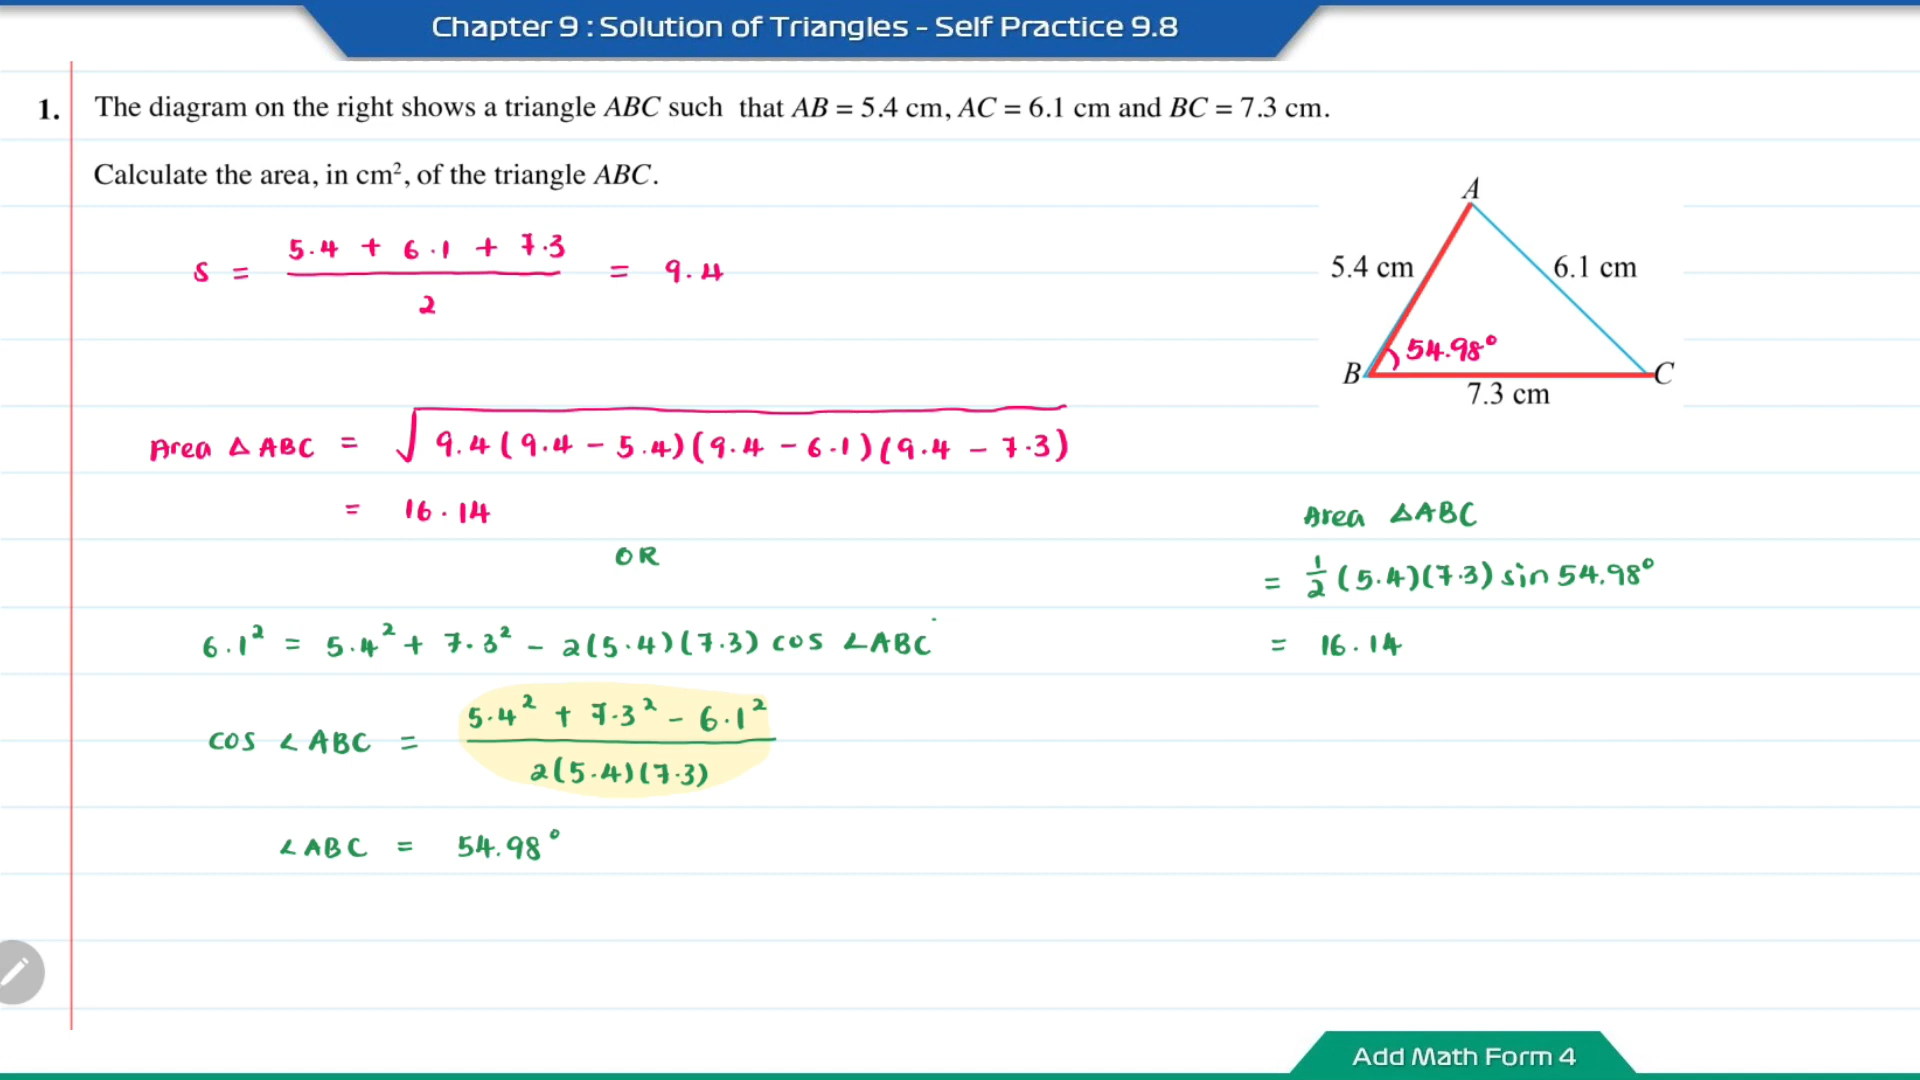 Chapter 9 : Solution of Triangles - Self Practice 9.8
1. The diagram on the right shows a triangle ABC such that AB = 5.4 cm, AC = 6.1 cm and BC = 7.3 cm.
Calculate the area, in cm², of the triangle ABC.
s = (5.4 + 6.1 + 7.3) / 2 = 9.4
A
5.4 cm
6.1 cm
54.98°
B
C
7.3 cm
Area △ABC = √9.4(9.4 − 5.4)(9.4 − 6.1)(9.4 − 7.3)
= 16.14
OR
6.1² = 5.4² + 7.3² − 2(5.4)(7.3) cos ∠ABC
cos ∠ABC = (5.4² + 7.3² − 6.1²) / 2(5.4)(7.3)
∠ABC = 54.98°
Area △ABC
= ½ (5.4)(7.3) sin 54.98°
= 16.14
Add Math Form 4